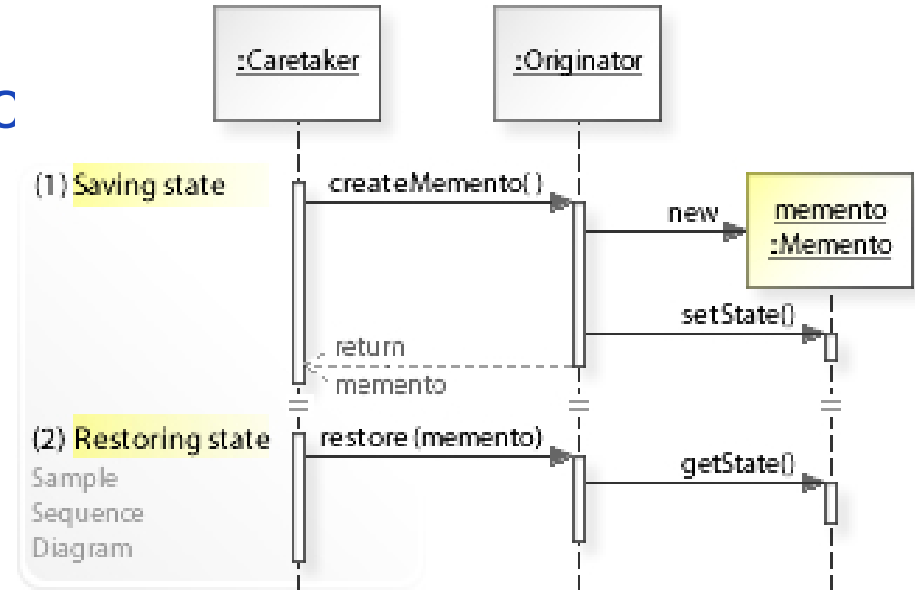 :Caretaker
:Originator
(1) Saving state
createMemento()
new
memento
:Memento
setState()
return
memento
(2) Restoring state
restore(memento)
getState()
Sample
Sequence
Diagram